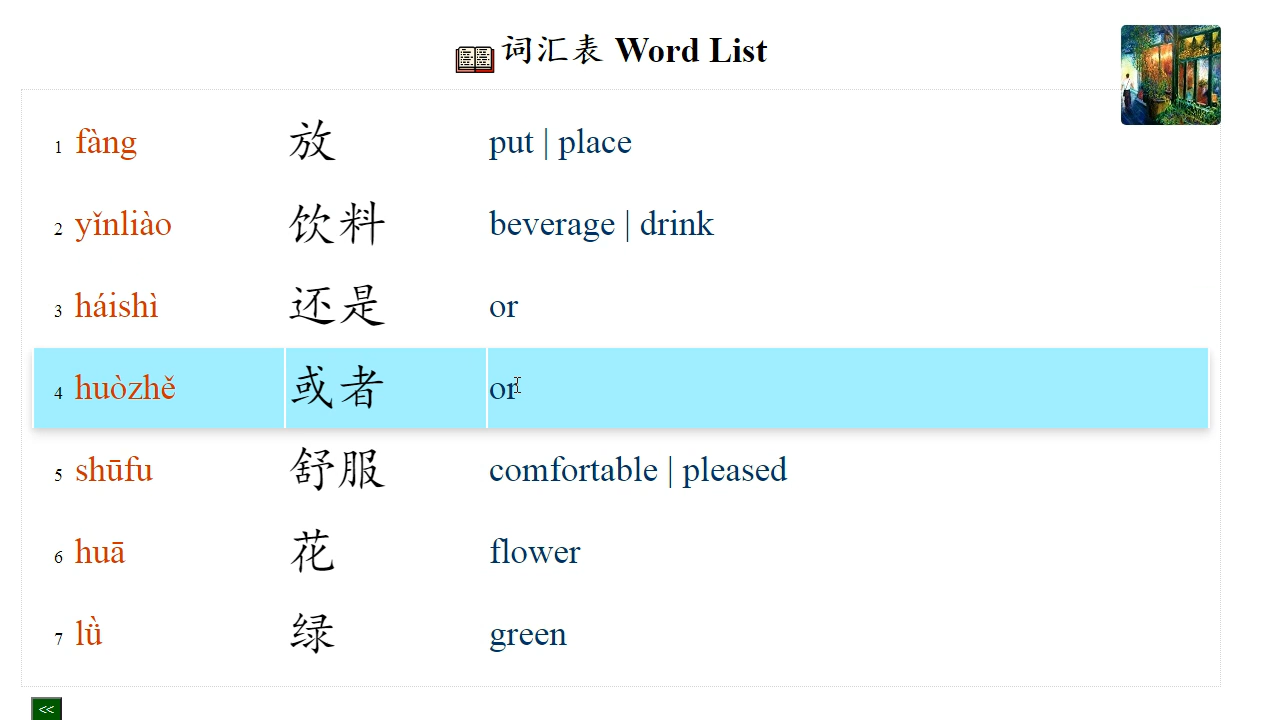 词汇表 Word List
1 fàng 放 put | place
2 yǐnliào 饮料 beverage | drink
3 háishì 还是 or
4 huòzhě 或者 or
5 shūfu 舒服 comfortable | pleased
6 huā 花 flower
7 lǜ 绿 green
<<